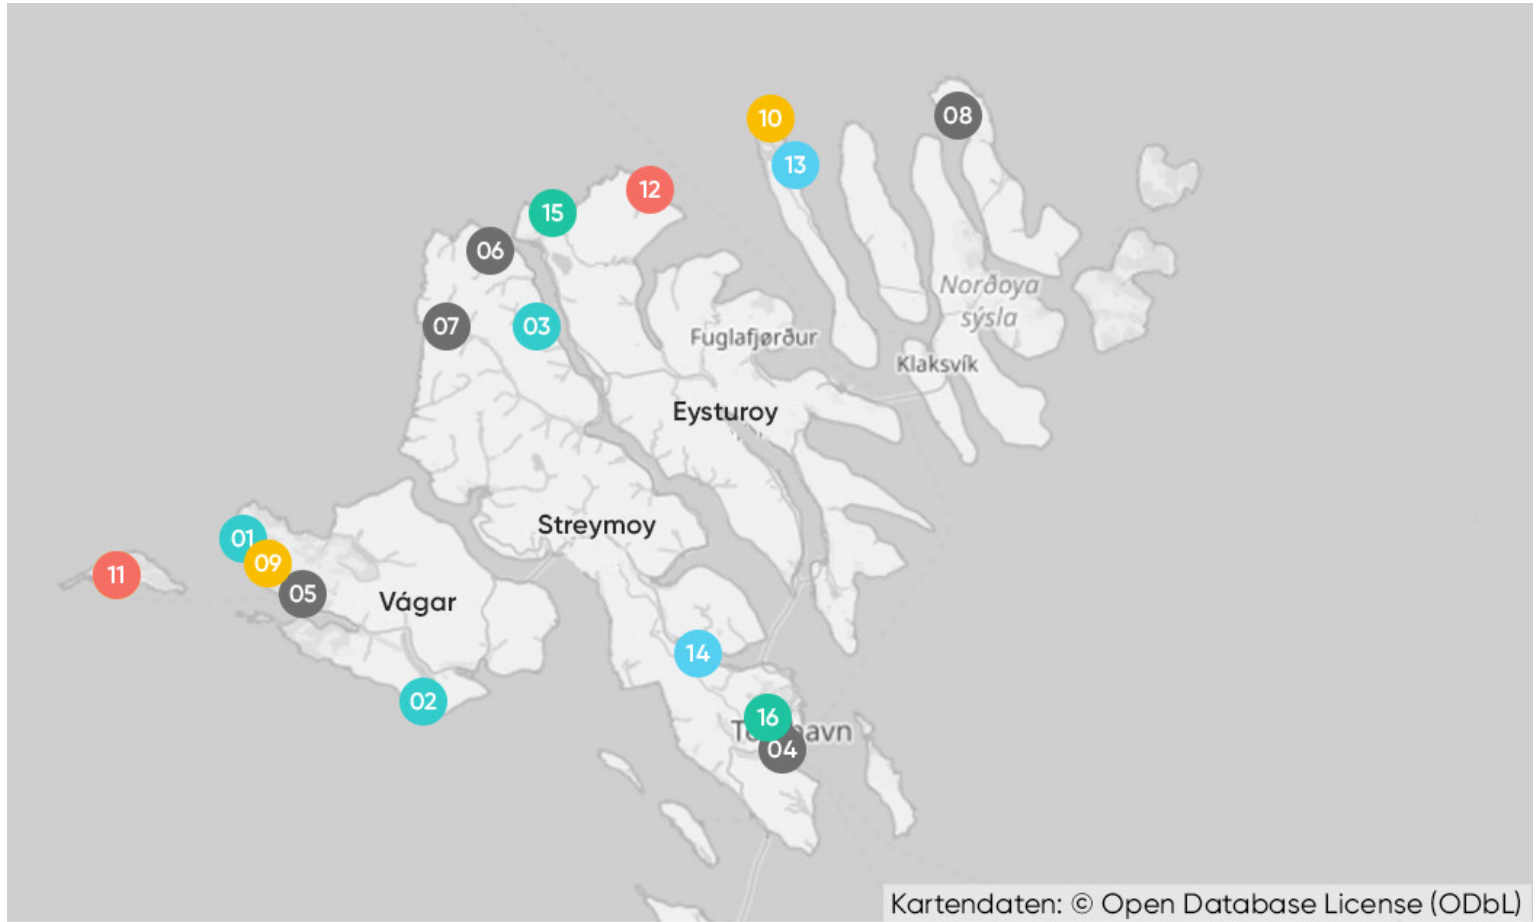 10
08
13
12
15
06
07
03
Norðoya
sýsla
Fuglafjørður
Klaksvík
Eysturoy
Streymoy
01
09
11
05
Vágar
14
02
16
04
Kartendaten: © Open Database License (ODbL)